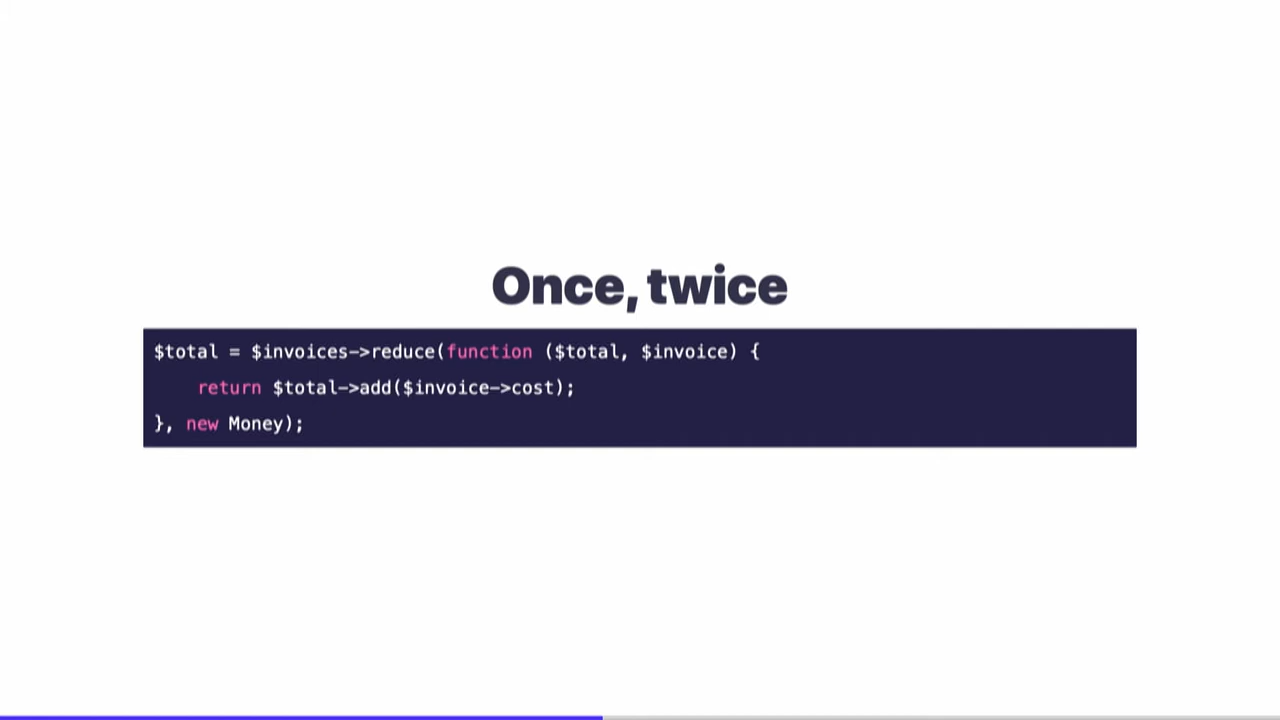 Once, twice
$total = $invoices->reduce(function ($total, $invoice) {
    return $total->add($invoice->cost);
}, new Money);